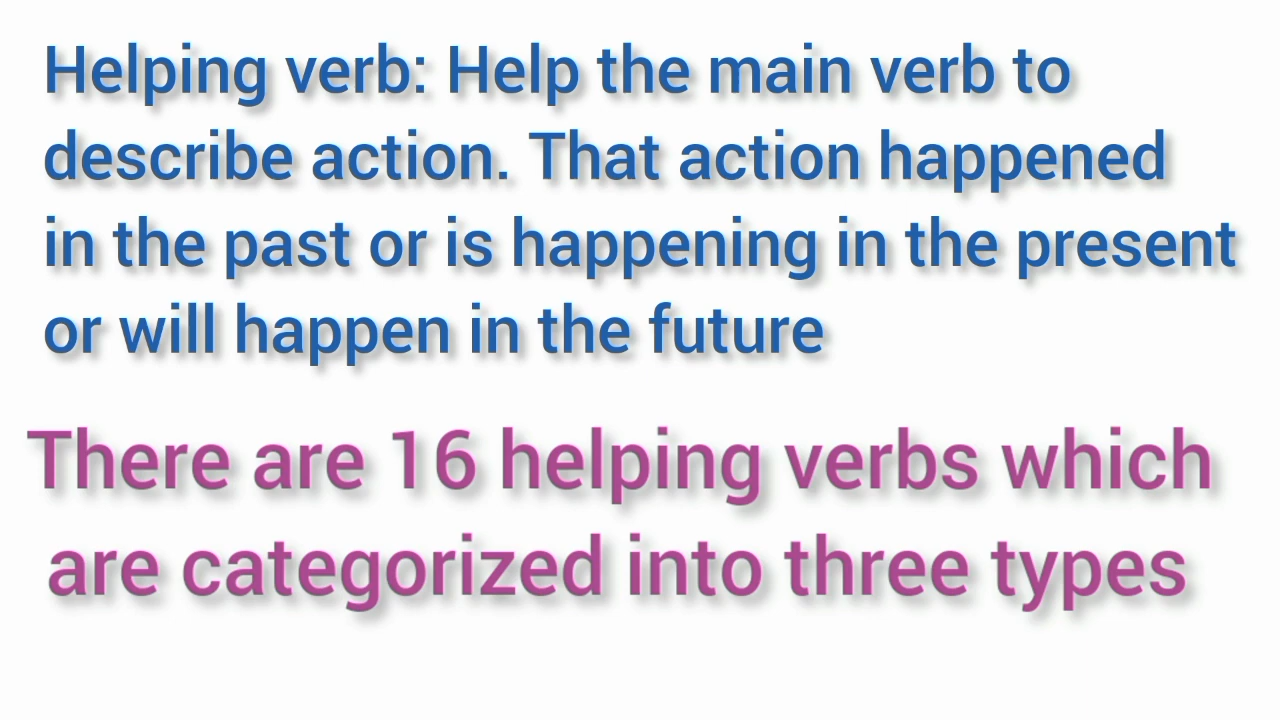 Helping verb: Help the main verb to
describe action. That action happened
in the past or is happening in the present
or will happen in the future
There are 16 helping verbs which
are categorized into three types